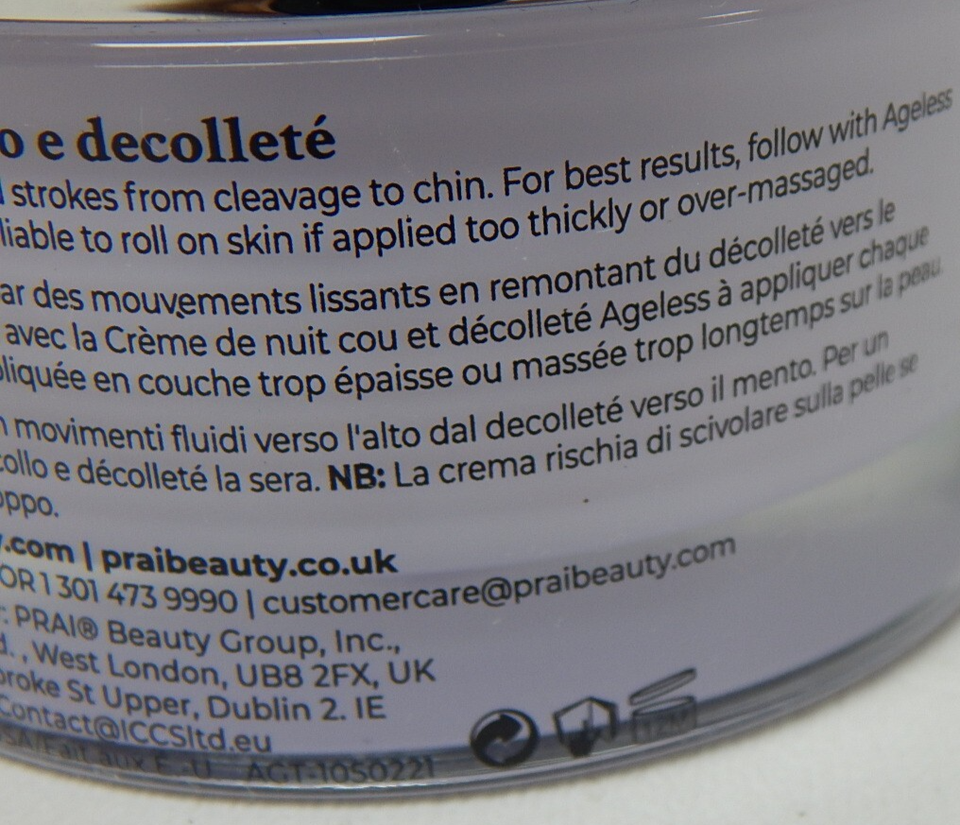 o e decolleté
strokes from cleavage to chin. For best results, follow with Ageless
liable to roll on skin if applied too thickly or over-massaged.
ar des mouvements lissants en remontant du décolleté vers le
avec la Crème de nuit cou et décolleté Ageless à appliquer chaque
liquée en couche trop épaisse ou massée trop longtemps sur la peau.
movimenti fluidi verso l'alto dal decolleté verso il mento. Per un
collo e décolleté la sera. NB: La crema rischia di scivolare sulla pelle se
oppo.
.com | praibeauty.co.uk
OR 1 301 473 9990 | customercare@praibeauty.com
: PRAI® Beauty Group, Inc.,
d. , West London, UB8 2FX, UK
broke St Upper, Dublin 2. IE
Contact@ICCSltd.eu
SA/Fait aux É.-U. AGT-1050221
12M